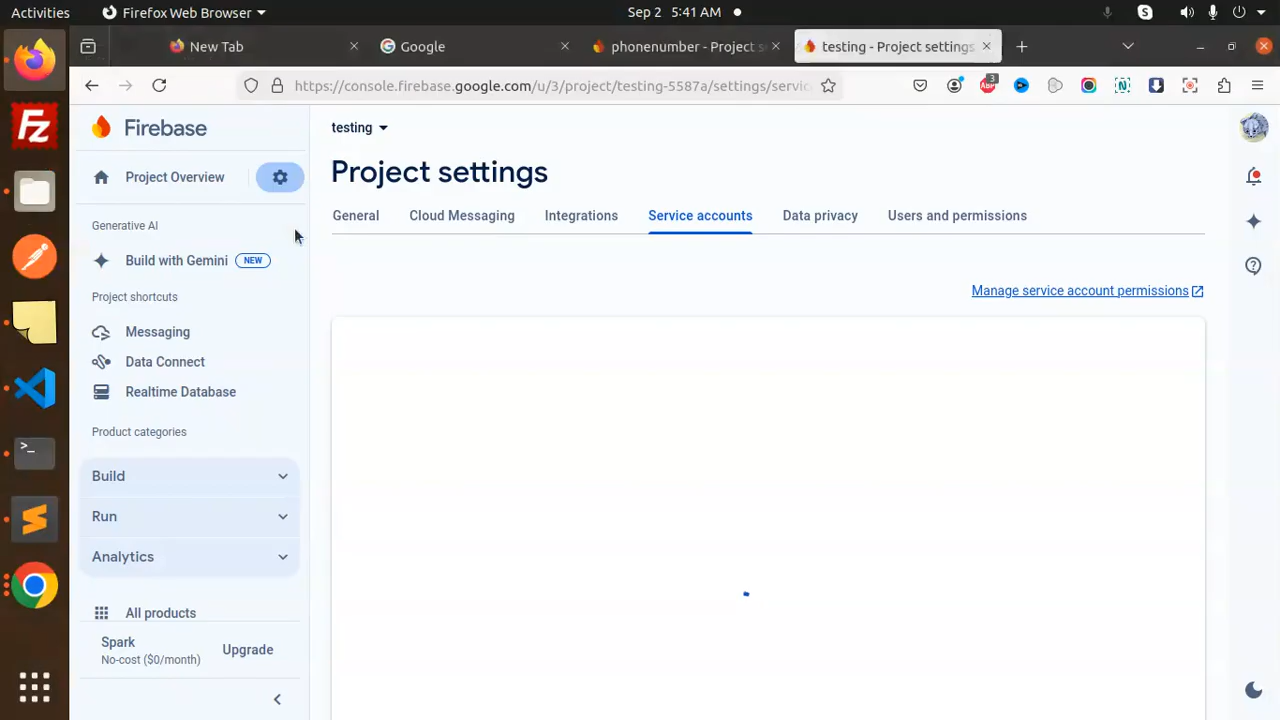 Activities
Firefox Web Browser
Sep 2 5:41 AM
New Tab
Google
phonenumber - Project s
testing - Project settings
https://console.firebase.google.com/u/3/project/testing-5587a/settings/servic
3
Firebase
testing
Project Overview
Project settings
General
Cloud Messaging
Integrations
Service accounts
Data privacy
Users and permissions
Generative AI
Build with Gemini
NEW
Manage service account permissions
Project shortcuts
Messaging
Data Connect
Realtime Database
Product categories
Build
Run
Analytics
All products
Spark
No-cost ($0/month)
Upgrade